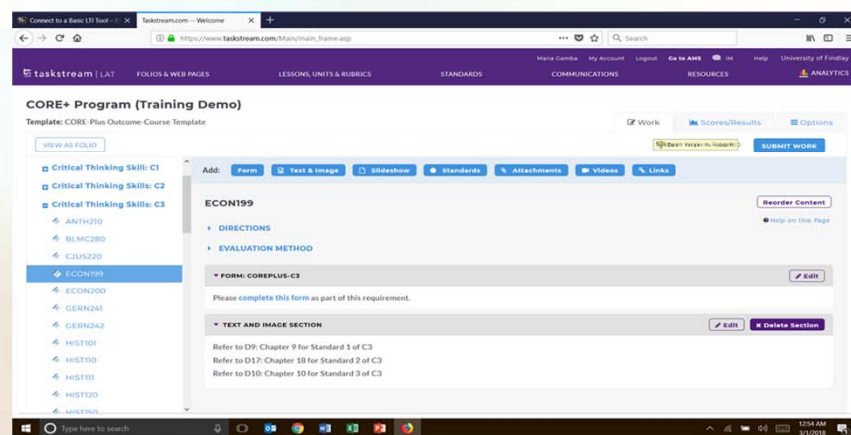 Connect to a Basic LTI Tool – E
Taskstream.com -- Welcome
https://www.taskstream.com/Main/main_frame.asp
Search
Maria Gamba My Account Logout Go to AMS IM Help University of Findlay
taskstream | LAT FOLIOS & WEB PAGES LESSONS, UNITS & RUBRICS STANDARDS COMMUNICATIONS RESOURCES ANALYTICS
CORE+ Program (Training Demo)
Template: CORE-Plus Outcome-Course Template
Work Scores/Results Options
VIEW AS FOLIO
SUBMIT WORK
Critical Thinking Skill: C1
Critical Thinking Skills: C2
Critical Thinking Skills: C3
ANTH210
BLMC280
CJUS220
ECON199
ECON200
GERN241
GERN242
HIST101
HIST110
HIST111
HIST120
HIST150
Add: Form Text & Image Slideshow Standards Attachments Videos Links
ECON199
Reorder Content
Help on this Page
DIRECTIONS
EVALUATION METHOD
FORM: COREPLUS-C3 Edit
Please complete this form as part of this requirement.
TEXT AND IMAGE SECTION Edit Delete Section
Refer to D9: Chapter 9 for Standard 1 of C3
Refer to D17: Chapter 18 for Standard 2 of C3
Refer to D10: Chapter 10 for Standard 3 of C3
Type here to search
12:54 AM
3/1/2018